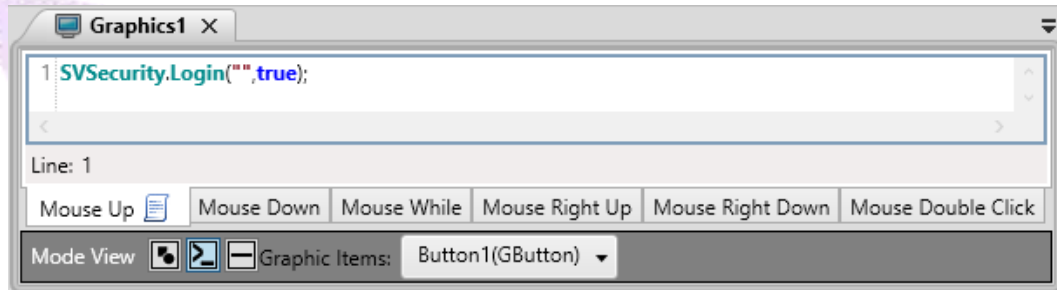 Graphics1
1 SVSecurity.Login("",true);
Line: 1
Mouse Up Mouse Down Mouse While Mouse Right Up Mouse Right Down Mouse Double Click
Mode View Graphic Items: Button1(GButton)